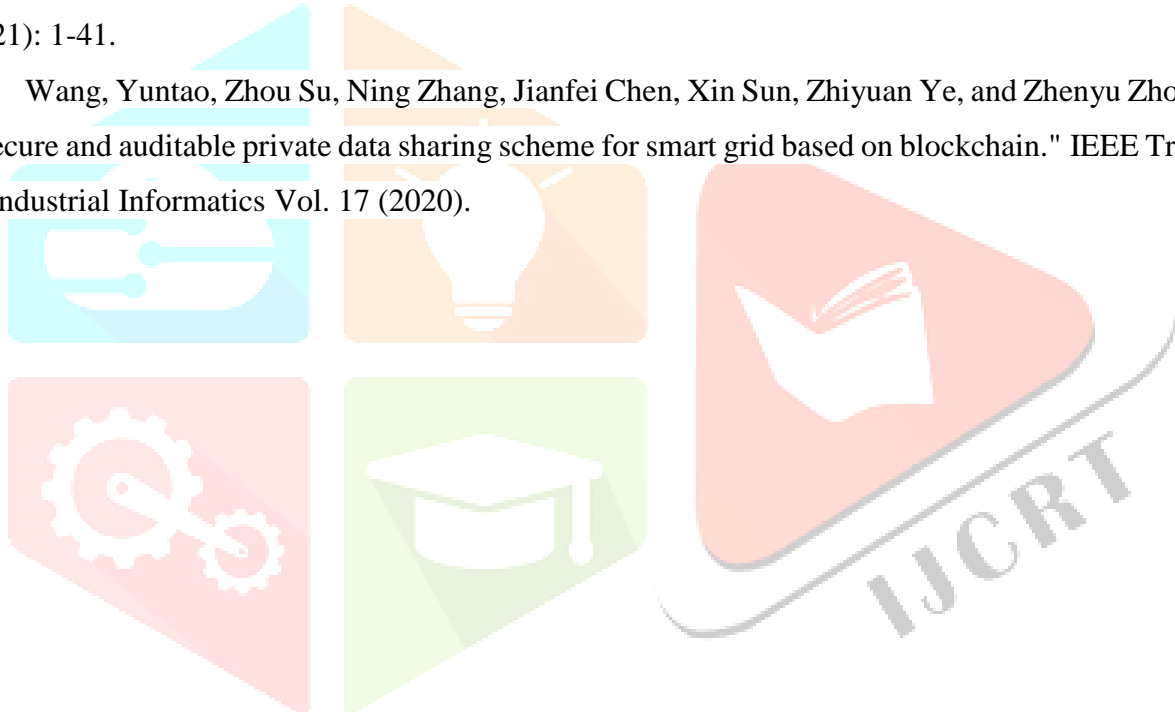 21): 1-41.
Wang, Yuntao, Zhou Su, Ning Zhang, Jianfei Chen, Xin Sun, Zhiyuan Ye, and Zhenyu Zho
ecure and auditable private data sharing scheme for smart grid based on blockchain." IEEE Tr
ndustrial Informatics Vol. 17 (2020).
IJCRT